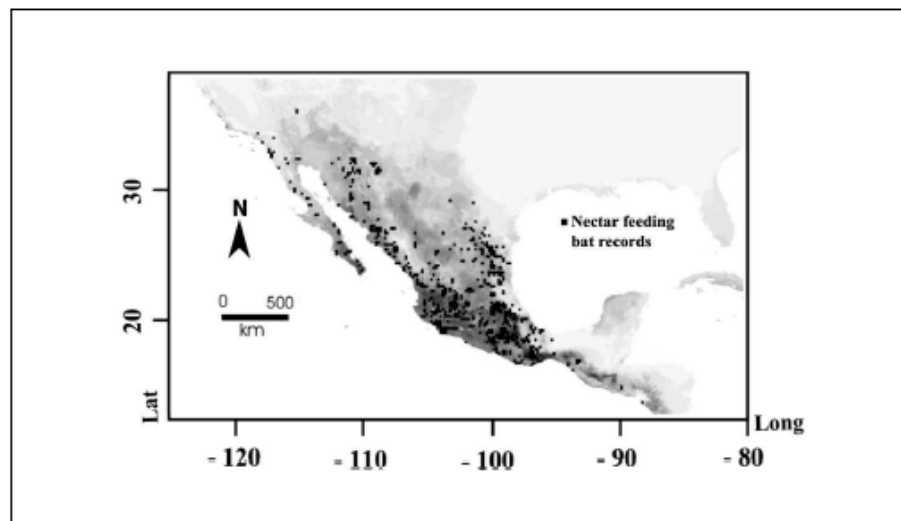 30
N
Nectar feeding
bat records
0 500
km
20
Lat
Long
- 120 - 110 - 100 - 90 - 80